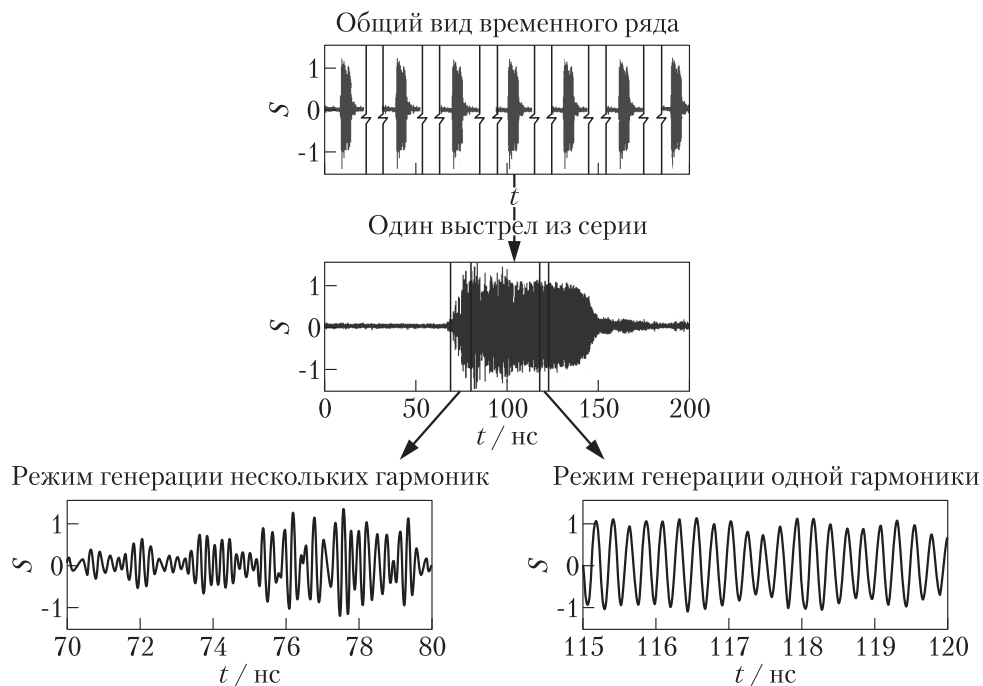 Общий вид временного ряда
1
S 0
-1
t
Один выстрел из серии
1
S 0
-1
0 50 100 150 200
t / нс
Режим генерации нескольких гармоник
Режим генерации одной гармоники
1
S 0
-1
70 72 74 76 78 80
t / нс
1
S 0
-1
115 116 117 118 119 120
t / нс